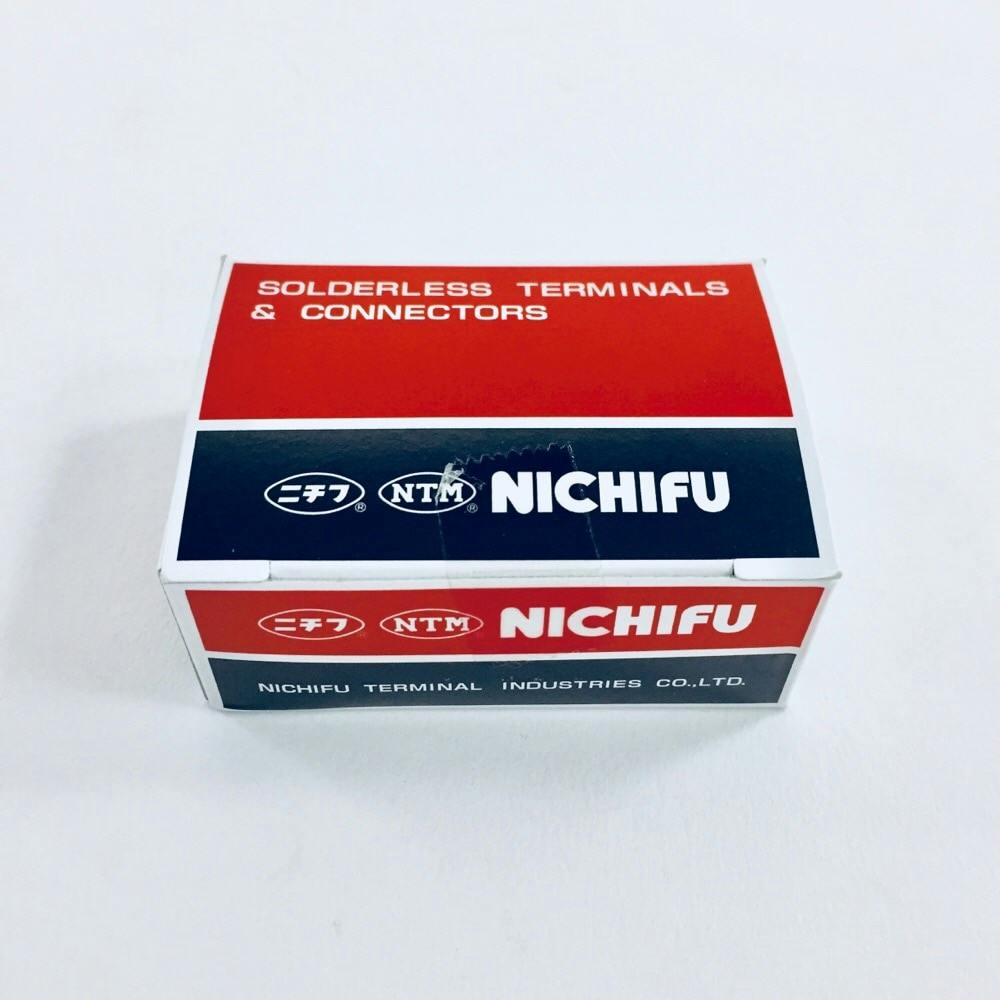 SOLDERLESS TERMINALS
& CONNECTORS
ニチフ® NTM® NICHIFU
ニチフ® NTM NICHIFU
NICHIFU TERMINAL INDUSTRIES CO.,LTD.